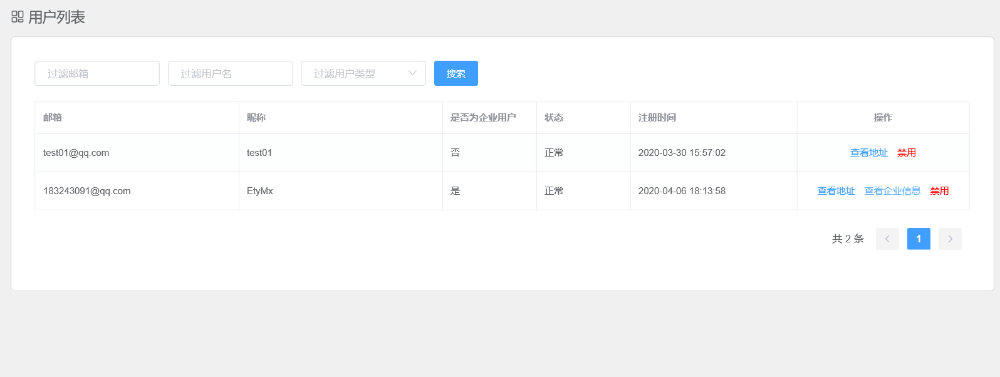 用户列表
过滤邮箱 过滤用户名 过滤用户类型 搜索
邮箱 昵称 是否为企业用户 状态 注册时间 操作
test01@qq.com test01 否 正常 2020-03-30 15:57:02 查看地址 禁用
183243091@qq.com EtyMx 是 正常 2020-04-06 18:13:58 查看地址 查看企业信息 禁用
共 2 条 1